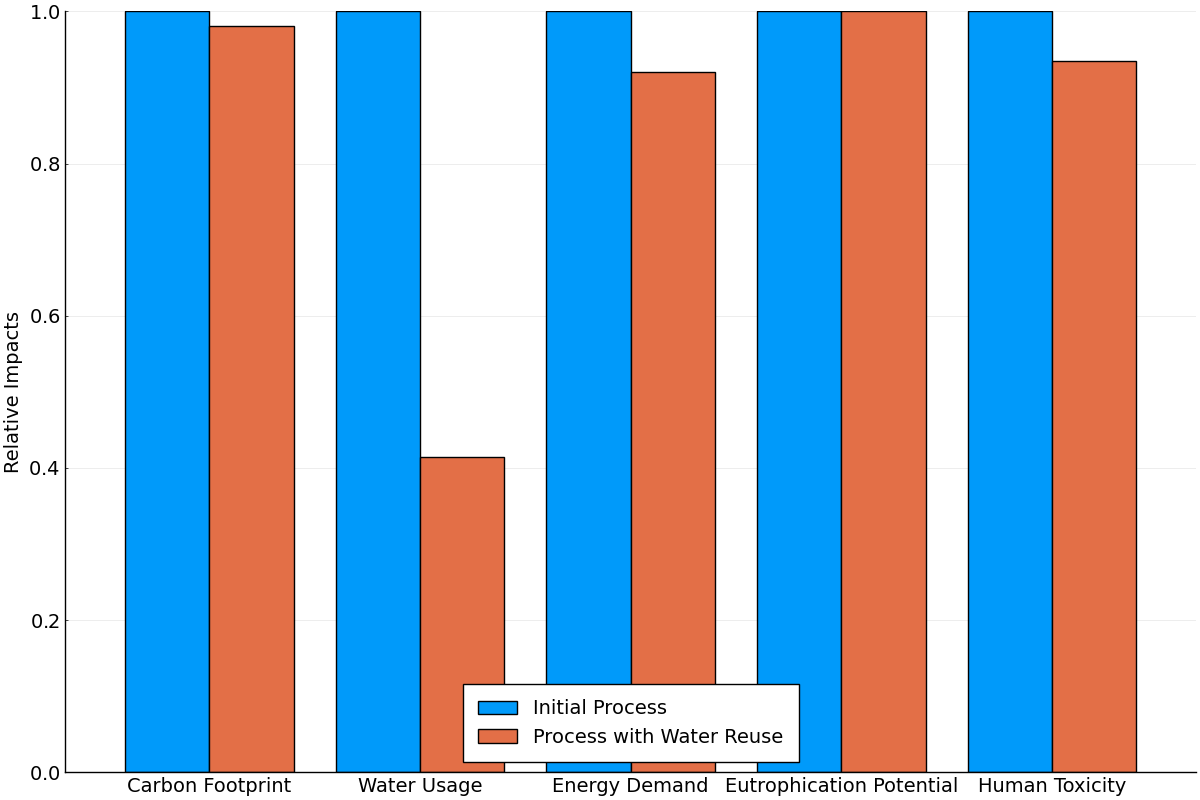 1.0
0.8
0.6
0.4
0.2
0.0
Relative Impacts
Initial Process
Process with Water Reuse
Carbon Footprint
Water Usage
Energy Demand
Eutrophication Potential
Human Toxicity